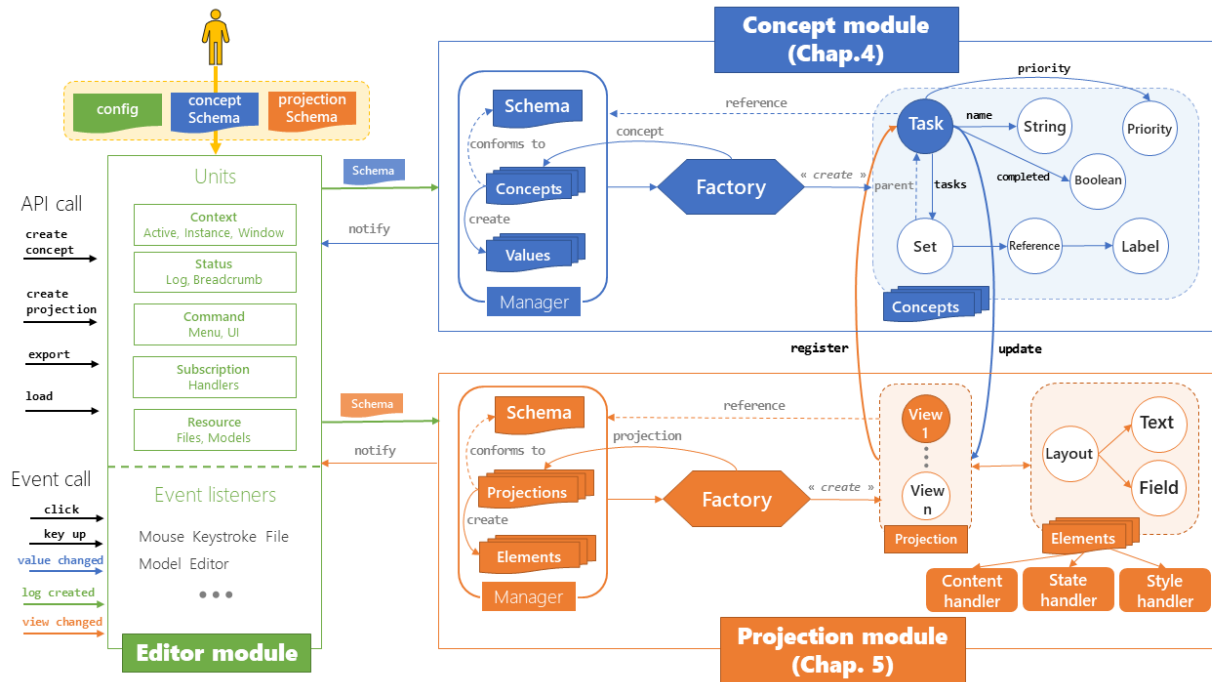 config
concept
Schema
projection
Schema
Units
Context
Active, Instance, Window
Status
Log, Breadcrumb
Command
Menu, UI
Subscription
Handlers
Resource
Files, Models
Event listeners
Mouse Keystroke File
Model Editor
Editor module
API call
create
concept
create
projection
export
load
Event call
click
key up
value changed
log created
view changed
Schema
notify
Schema
notify
Concept module
(Chap.4)
Schema
conforms to
Concepts
create
Values
Manager
reference
concept
Factory
« create »
priority
Task
name
String
Priority
parent
tasks
completed
Boolean
Set
Reference
Label
Concepts
register
update
Schema
conforms to
Projections
create
Elements
Manager
reference
projection
Factory
« create »
View
1
View
n
Projection
Layout
Text
Field
Elements
Content
handler
State
handler
Style
handler
Projection module
(Chap. 5)